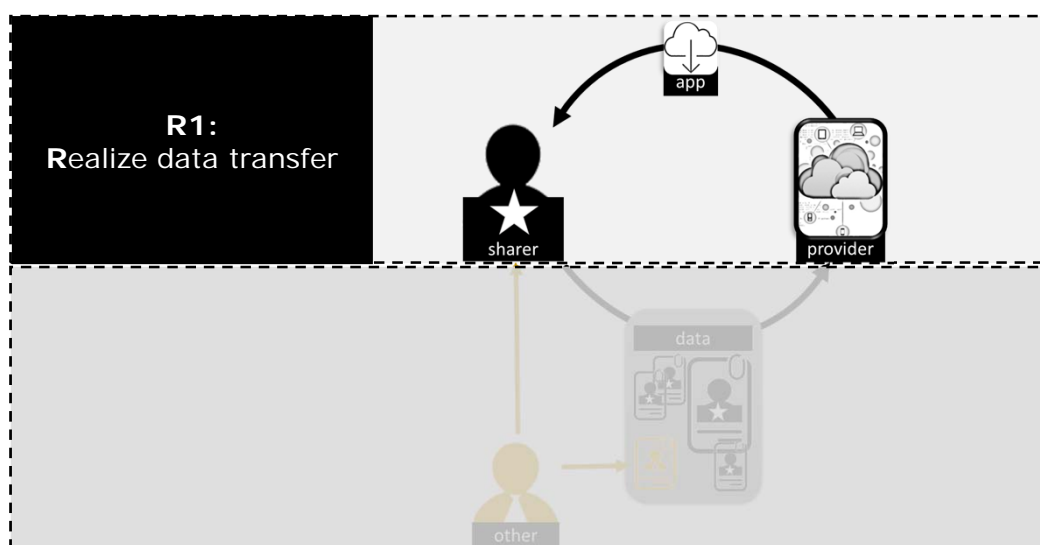 R1:
Realize data transfer
app
sharer
provider
data
other